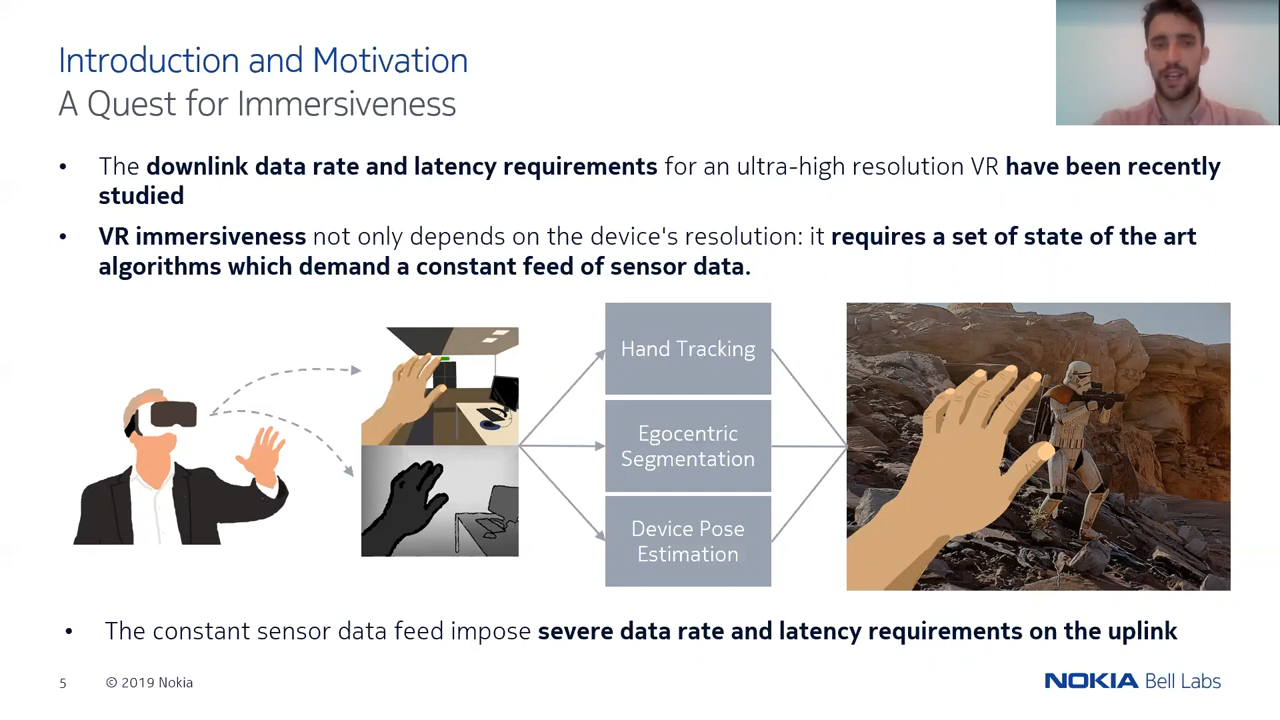 Introduction and Motivation
A Quest for Immersiveness
• The downlink data rate and latency requirements for an ultra-high resolution VR have been recently
studied
• VR immersiveness not only depends on the device's resolution: it requires a set of state of the art
algorithms which demand a constant feed of sensor data.
Hand Tracking
Egocentric
Segmentation
Device Pose
Estimation
• The constant sensor data feed impose severe data rate and latency requirements on the uplink
5 © 2019 Nokia
NOKIA Bell Labs